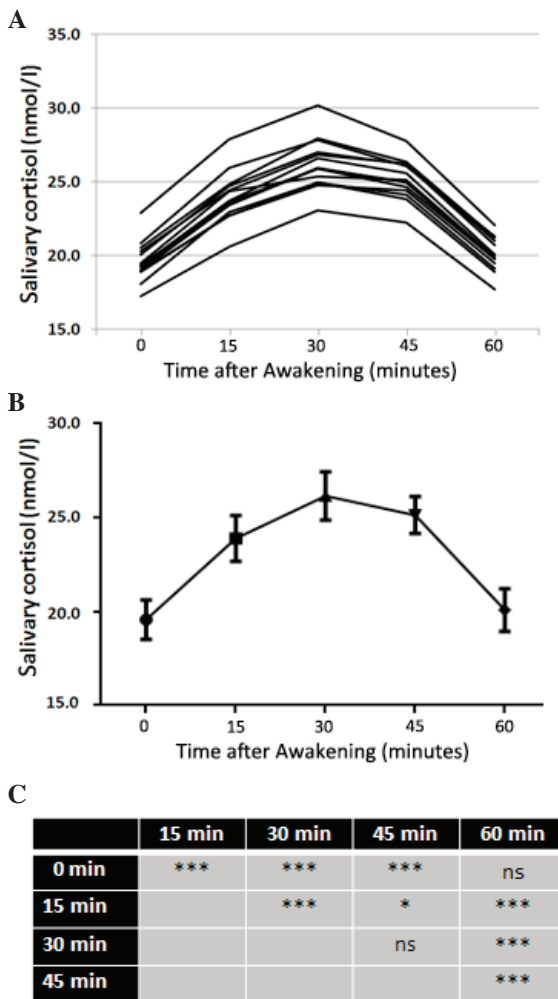 A
35.0
30.0
25.0
20.0
15.0
Salivary cortisol (nmol/l)
0 15 30 45 60
Time after Awakening (minutes)
B
30.0
25.0
20.0
15.0
Salivary cortisol (nmol/l)
0 15 30 45 60
Time after Awakening (minutes)
C
15 min 30 min 45 min 60 min
0 min *** *** *** ns
15 min *** * ***
30 min ns ***
45 min ***